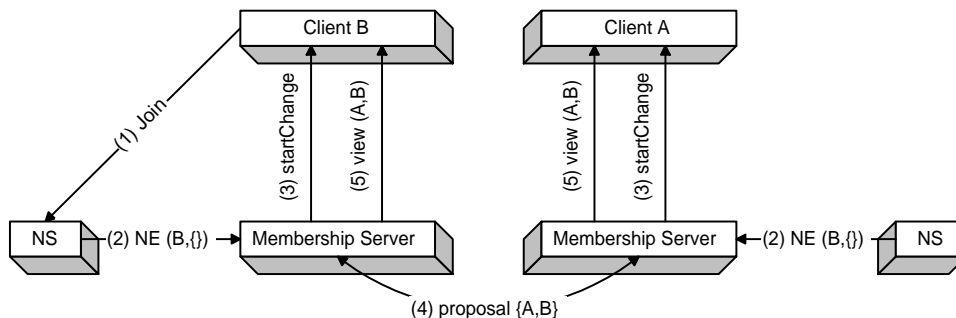 Client B
Client A
(1) Join
(3) startChange
(5) view (A,B)
(5) view (A,B)
(3) startChange
NS
(2) NE (B,{})
Membership Server
Membership Server
(2) NE (B,{})
NS
(4) proposal {A,B}